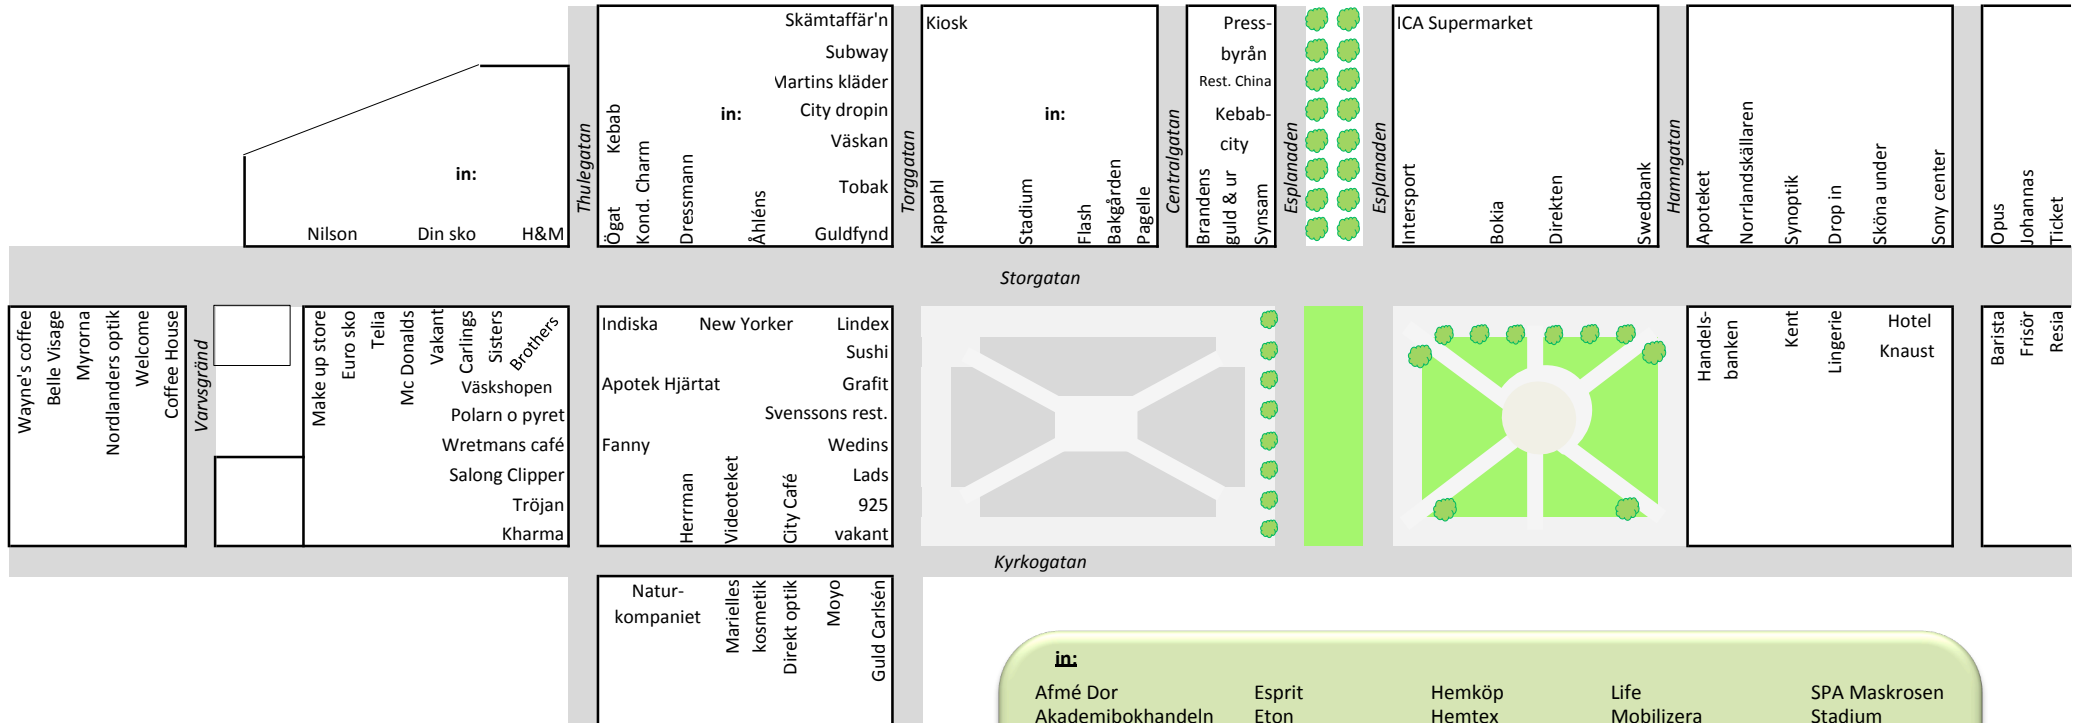 in:
Nilson
Din sko
H&M
Thulegatan
Skämtaffär'n
Subway
Martins kläder
City dropin
Väskan
Tobak
Guldfynd
in:
Kebab
Ögat
Kond. Charm
Dressmann
Åhléns
Torggatan
Kiosk
in:
Kappahl
Stadium
Flash
Bakgården
Pagelle
Centralgatan
Press-
byrån
Rest. China
Kebab-
city
Brandens
guld & ur
Synsam
Esplanaden
Esplanaden
ICA Supermarket
Intersport
Bokia
Direkten
Swedbank
Hamngatan
Apoteket
Norrlandskällaren
Synoptik
Drop in
Sköna under
Sony center
Opus
Johannas
Ticket
Storgatan
Wayne's coffee
Belle Visage
Myrorna
Nordlanders optik
Welcome
Coffee House
Varvsgränd
Make up store
Euro sko
Telia
Mc Donalds
Vakant
Carlings
Sisters
Brothers
Väskshopen
Polarn o pyret
Wretmans café
Salong Clipper
Tröjan
Kharma
Indiska
New Yorker
Lindex
Sushi
Apotek Hjärtat
Grafit
Svenssons rest.
Fanny
Wedins
Lads
925
vakant
Herrman
Videoteket
City Café
Handels-
banken
Kent
Lingerie
Hotel
Knaust
Barista
Frisör
Resia
Kyrkogatan
Natur-
kompaniet
Marielles
kosmetik
Direkt optik
Moyo
Guld Carlsén
in:
Afmé Dor
Esprit
Hemköp
Life
SPA Maskrosen
Akademibokhandeln
Eton
Hemtex
Mobilizera
Stadium